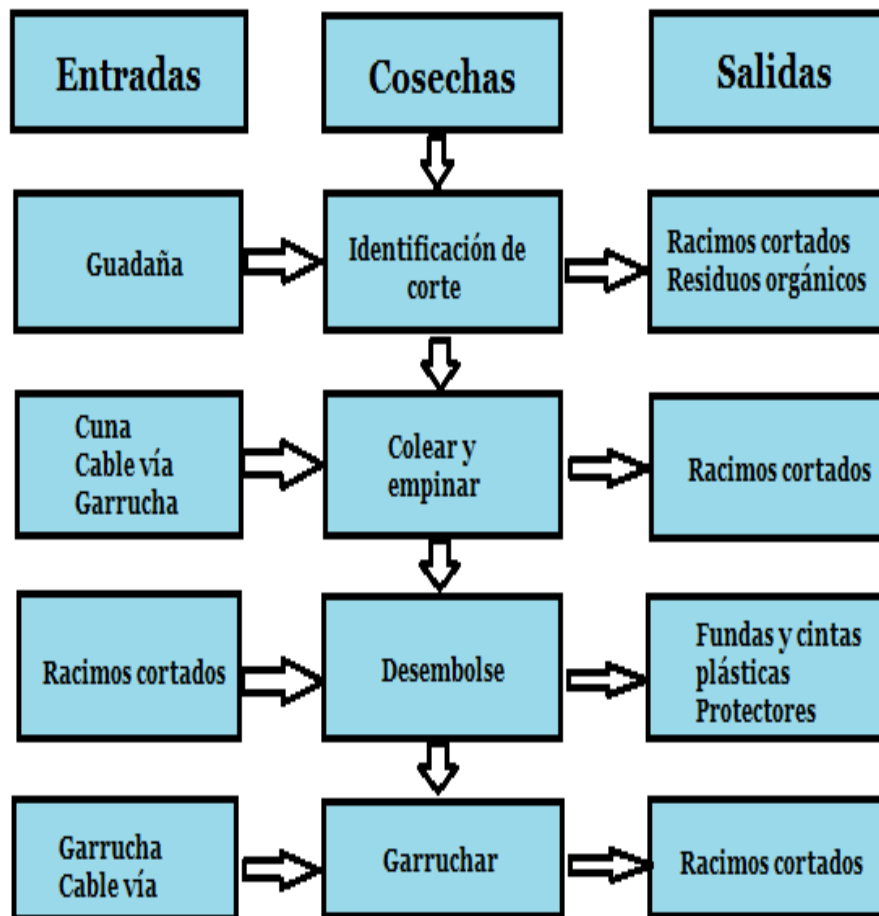 Entradas
Cosechas
Salidas
Guadaña
Identificación de
corte
Racimos cortados
Residuos orgánicos
Cuna
Cable vía
Garrucha
Colear y
empinar
Racimos cortados
Racimos cortados
Desembolse
Fundas y cintas
plásticas
Protectores
Garrucha
Cable vía
Garruchar
Racimos cortados